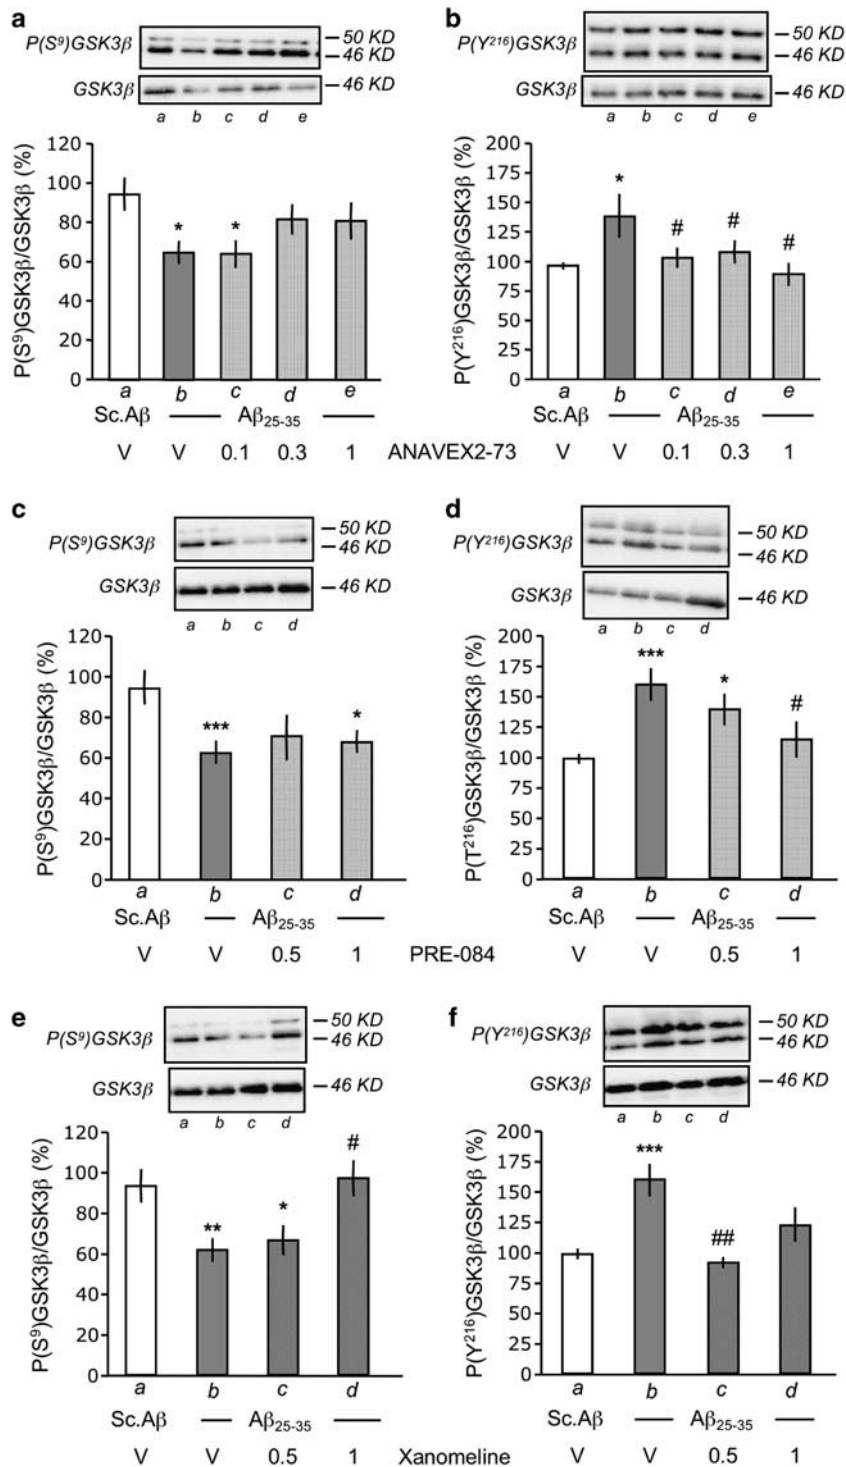 a
P(S⁹)GSK3β
50 KD
46 KD
GSK3β
46 KD
a b c d e
P(S⁹)GSK3β/GSK3β (%)
120
100
80
60
40
20
0
a b c d e
Sc.Aβ Aβ₂₅₋₃₅
V V 0.1 0.3 1 ANAVEX2-73
* *
b
P(Y²¹⁶)GSK3β
50 KD
46 KD
GSK3β
46 KD
a b c d e
P(Y²¹⁶)GSK3β/GSK3β (%)
200
175
150
125
100
75
50
25
0
* # # #
a b c d e
Sc.Aβ Aβ₂₅₋₃₅
V V 0.1 0.3 1
c
P(S⁹)GSK3β
50 KD
46 KD
GSK3β
46 KD
a b c d
P(S⁹)GSK3β/GSK3β (%)
120
100
80
60
40
20
0
*** *
a b c d
Sc.Aβ Aβ₂₅₋₃₅
V V 0.5 1 PRE-084
d
P(Y²¹⁶)GSK3β
50 KD
46 KD
GSK3β
46 KD
a b c d
P(T²¹⁶)GSK3β/GSK3β (%)
200
175
150
125
100
75
50
25
0
*** * #
a b c d
Sc.Aβ Aβ₂₅₋₃₅
V V 0.5 1
e
P(S⁹)GSK3β
50 KD
46 KD
GSK3β
46 KD
a b c d
P(S⁹)GSK3β/GSK3β (%)
120
100
80
60
40
20
0
** * #
a b c d
Sc.Aβ Aβ₂₅₋₃₅
V V 0.5 1 Xanomeline
f
P(Y²¹⁶)GSK3β
50 KD
46 KD
GSK3β
46 KD
a b c d
P(Y²¹⁶)GSK3β/GSK3β (%)
200
175
150
125
100
75
50
25
0
*** ##
a b c d
Sc.Aβ Aβ₂₅₋₃₅
V V 0.5 1